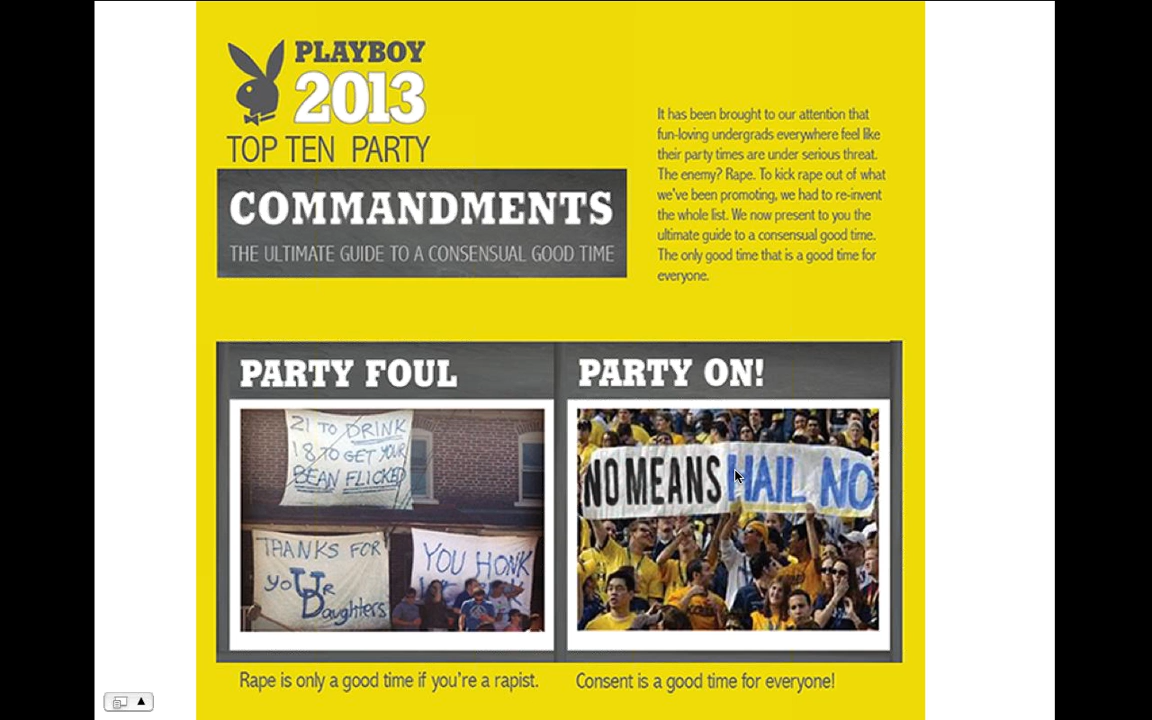 PLAYBOY
2013
TOP TEN PARTY
COMMANDMENTS
THE ULTIMATE GUIDE TO A CONSENSUAL GOOD TIME
It has been brought to our attention that
fun-loving undergrads everywhere feel like
their party times are under serious threat.
The enemy? Rape. To kick rape out of what
we've been promoting, we had to re-invent
the whole list. We now present to you the
ultimate guide to a consensual good time.
The only good time that is a good time for
everyone.
PARTY FOUL
21 TO DRINK
18 TO GET YOUR
BEAN FLICKED
THANKS FOR
YOUR
Daughters
YOU HONK
Rape is only a good time if you're a rapist.
PARTY ON!
NO MEANS HAIL NO
Consent is a good time for everyone!